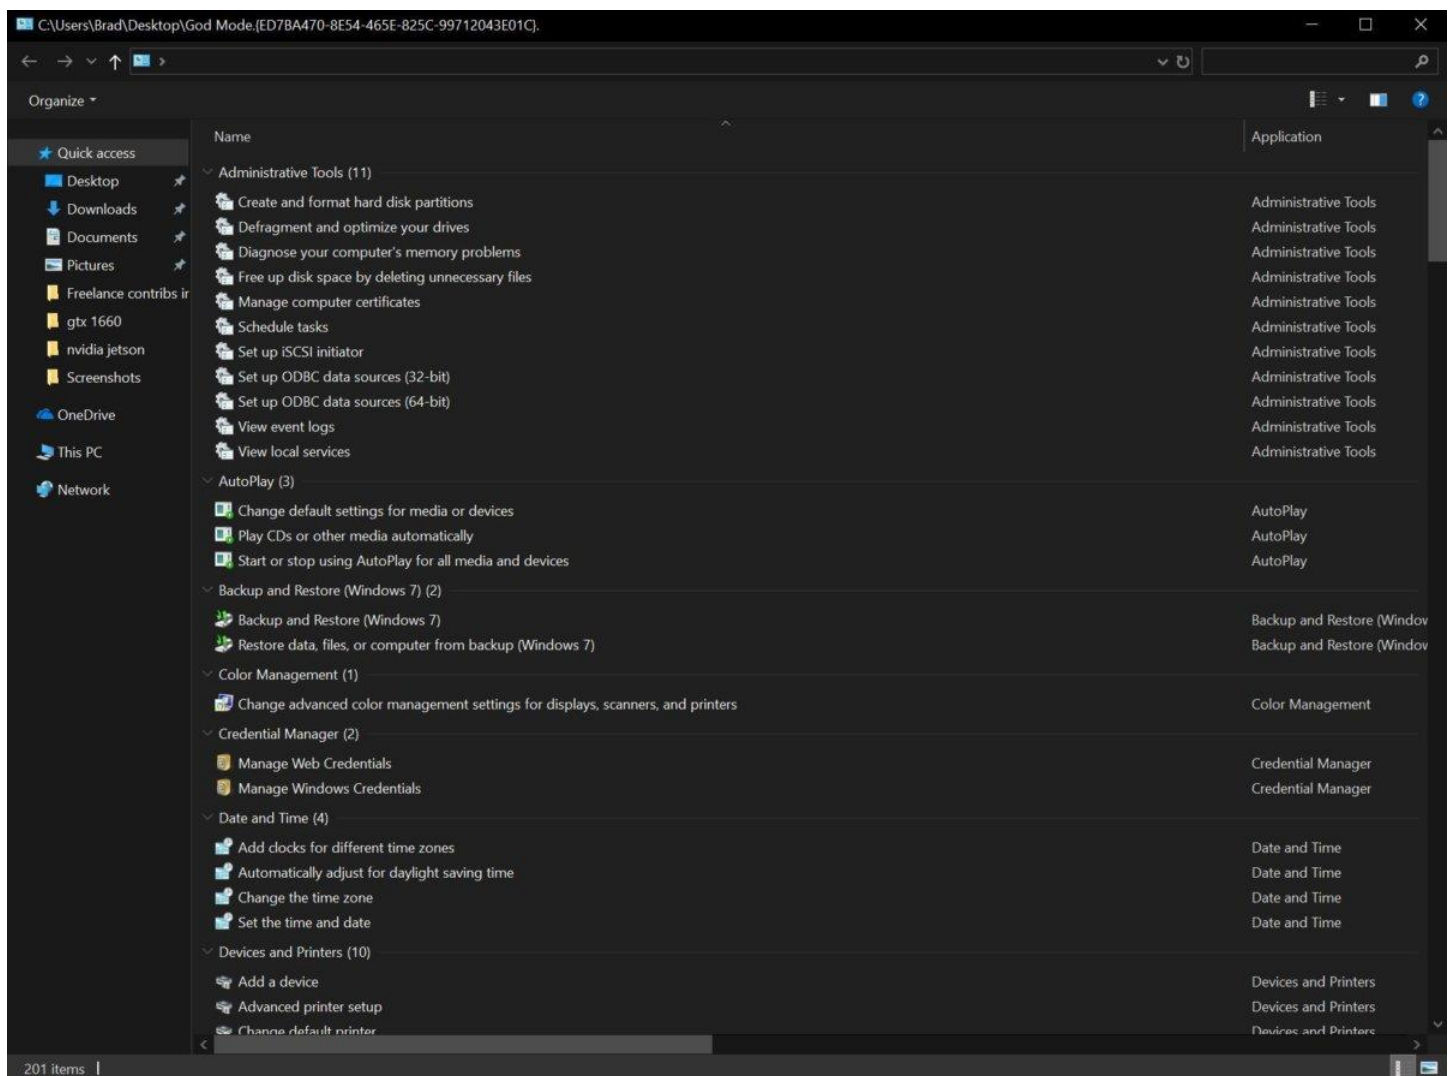 C:\Users\Brad\Desktop\God Mode.{ED7BA470-8E54-465E-825C-99712043E01C}.
Organize
Name
Application
Quick access
Desktop
Downloads
Documents
Pictures
Freelance contribs ir
gtx 1660
nvidia jetson
Screenshots
OneDrive
This PC
Network
Administrative Tools (11)
Create and format hard disk partitions Administrative Tools
Defragment and optimize your drives Administrative Tools
Diagnose your computer's memory problems Administrative Tools
Free up disk space by deleting unnecessary files Administrative Tools
Manage computer certificates Administrative Tools
Schedule tasks Administrative Tools
Set up iSCSI initiator Administrative Tools
Set up ODBC data sources (32-bit) Administrative Tools
Set up ODBC data sources (64-bit) Administrative Tools
View event logs Administrative Tools
View local services Administrative Tools
AutoPlay (3)
Change default settings for media or devices AutoPlay
Play CDs or other media automatically AutoPlay
Start or stop using AutoPlay for all media and devices AutoPlay
Backup and Restore (Windows 7) (2)
Backup and Restore (Windows 7) Backup and Restore (Window
Restore data, files, or computer from backup (Windows 7) Backup and Restore (Window
Color Management (1)
Change advanced color management settings for displays, scanners, and printers Color Management
Credential Manager (2)
Manage Web Credentials Credential Manager
Manage Windows Credentials Credential Manager
Date and Time (4)
Add clocks for different time zones Date and Time
Automatically adjust for daylight saving time Date and Time
Change the time zone Date and Time
Set the time and date Date and Time
Devices and Printers (10)
Add a device Devices and Printers
Advanced printer setup Devices and Printers
Change default printer Devices and Printers
201 items